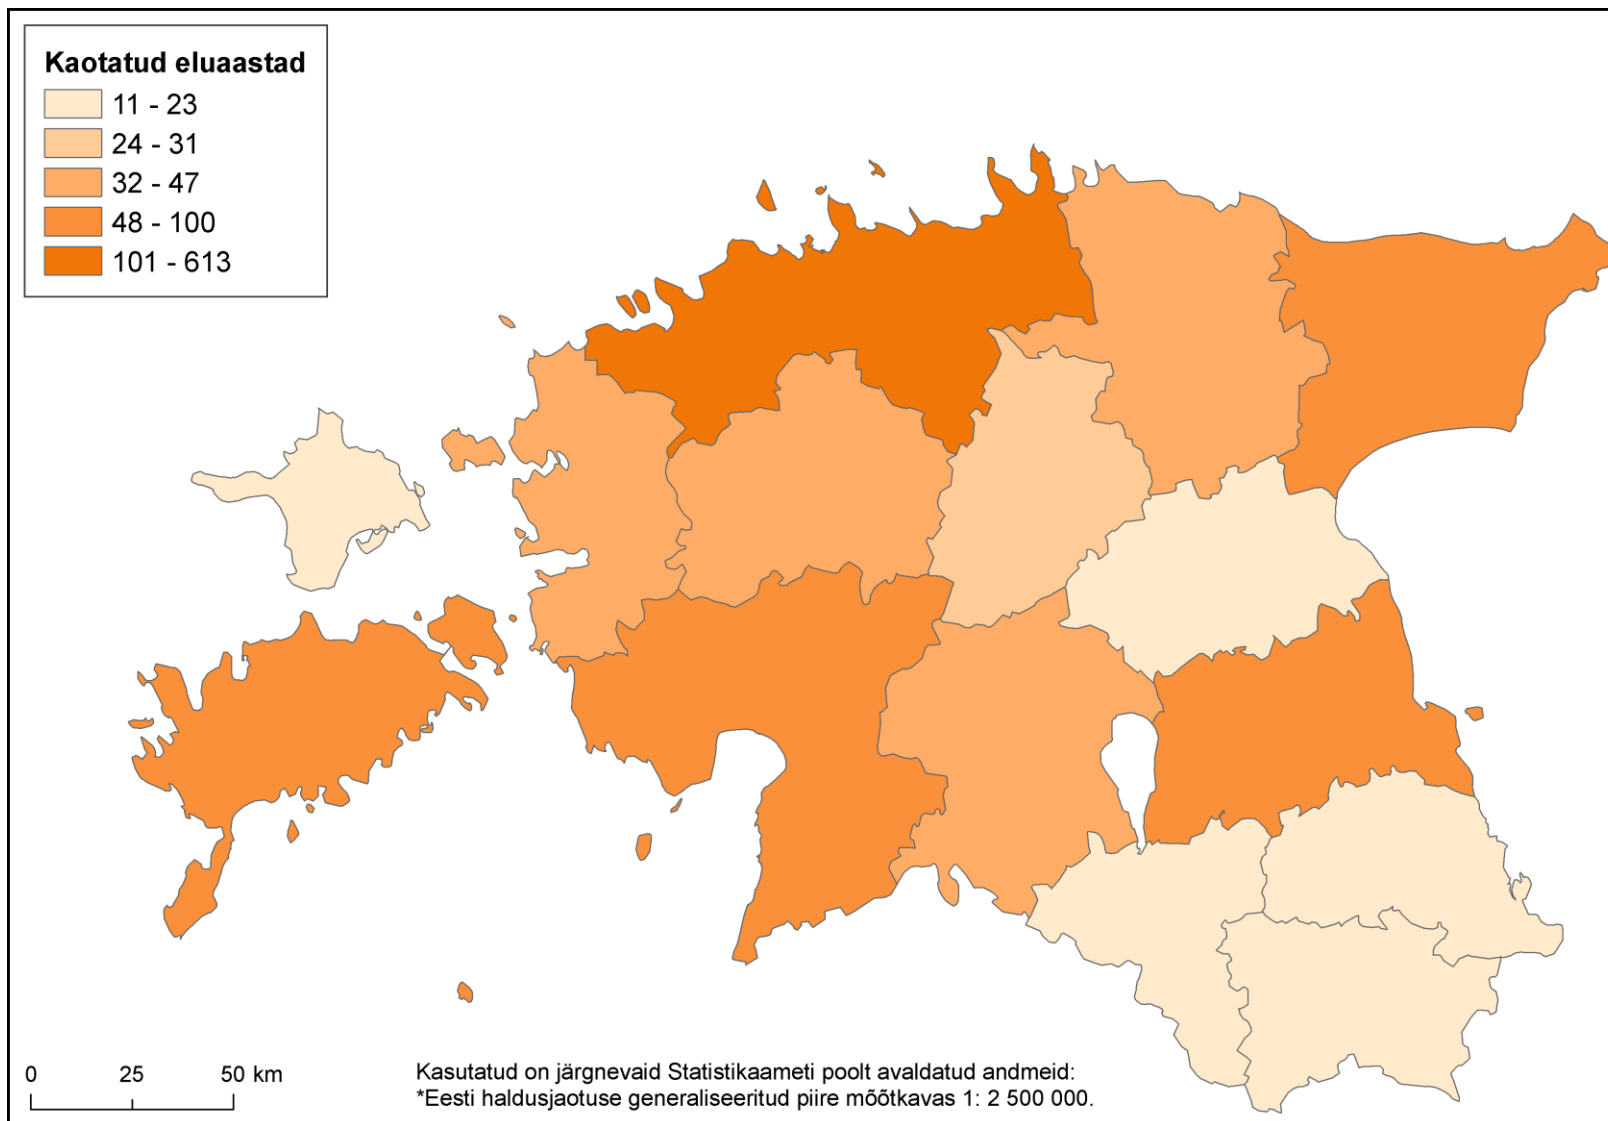 Kaotatud eluaastad
11 - 23
24 - 31
32 - 47
48 - 100
101 - 613
0 25 50 km
Kasutatud on järgnevaid Statistikaameti poolt avaldatud andmeid:
*Eesti haldusjaotuse generaliseeritud piire mõõtkavas 1: 2 500 000.